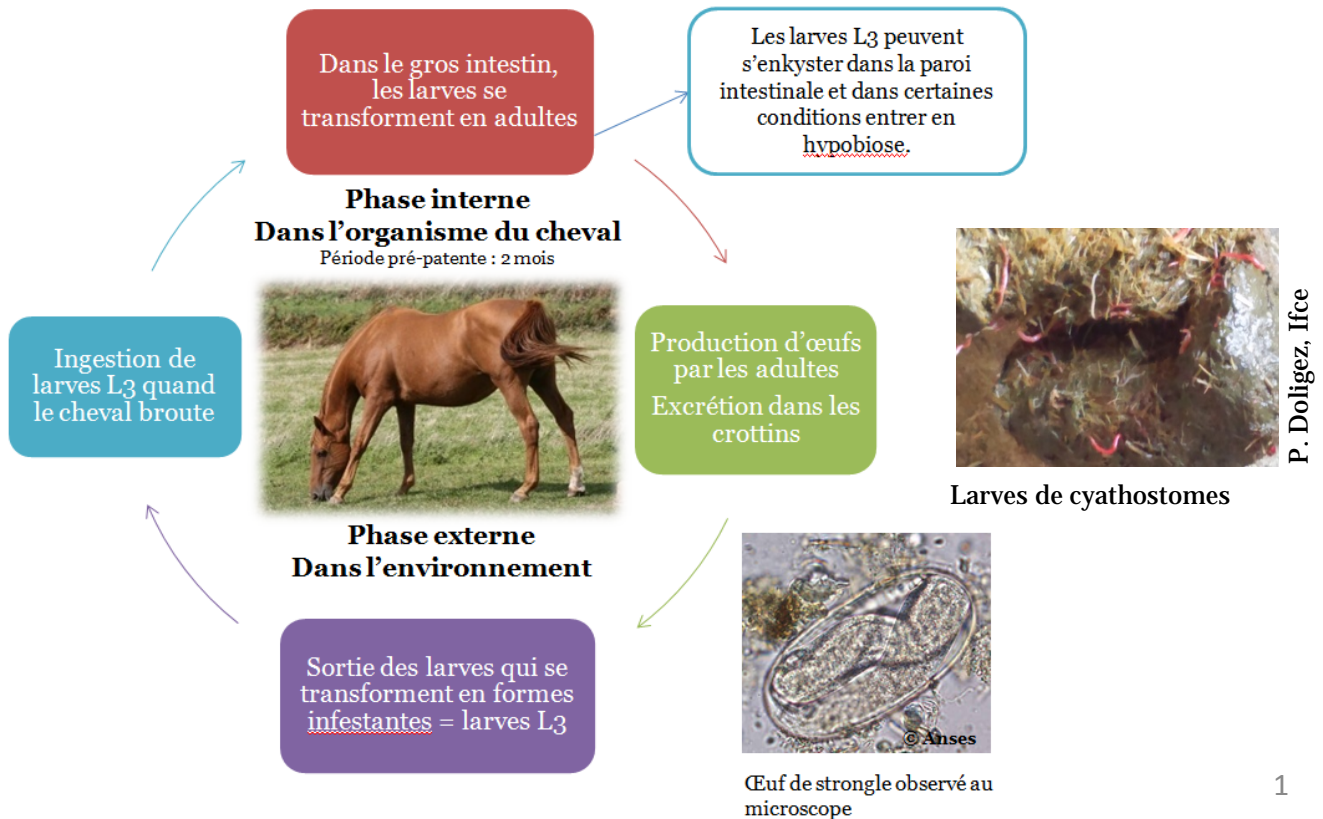 Dans le gros intestin,
les larves se
transforment en adultes
Les larves L3 peuvent
s’enkyster dans la paroi
intestinale et dans certaines
conditions entrer en
hypobiose.
Phase interne
Dans l’organisme du cheval
Période pré-patente : 2 mois
Ingestion de
larves L3 quand
le cheval broute
Production d’œufs
par les adultes
Excrétion dans les
crottins
P. Doligez, Ifce
Larves de cyathostomes
Phase externe
Dans l’environnement
Sortie des larves qui se
transforment en formes
infestantes = larves L3
© Anses
Œuf de strongle observé au
microscope
1